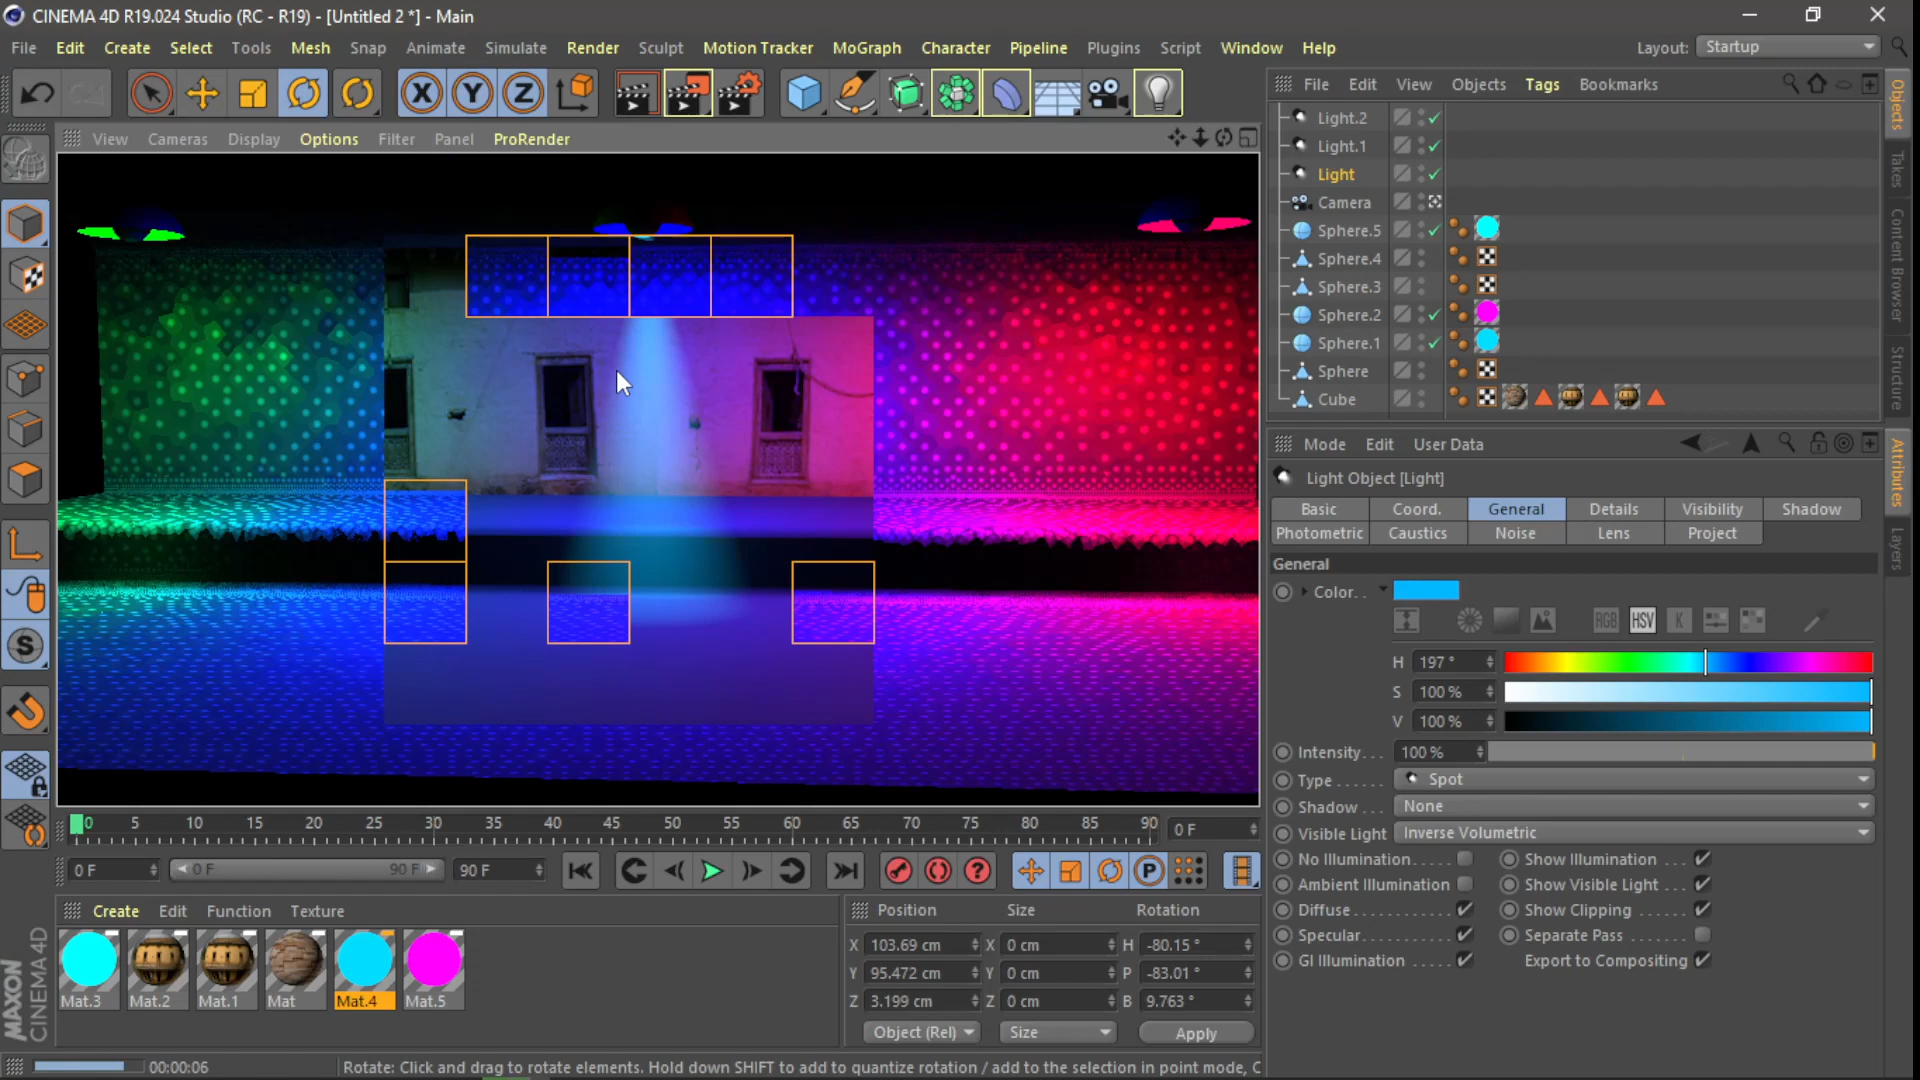 CINEMA 4D R19.024 Studio (RC - R19) - [Untitled 2 *] - Main
File Edit Create Select Tools Mesh Snap Animate Simulate Render Sculpt Motion Tracker MoGraph Character Pipeline Plugins Script Window Help Layout: Startup
X Y Z
File Edit View Objects Tags Bookmarks
View Cameras Display Options Filter Panel ProRender
Light.2
Light.1
Light
Camera
Sphere.5
Sphere.4
Sphere.3
Sphere.2
Sphere.1
Sphere
Cube
Objects
Takes
Content Browser
Structure
Attributes
Layers
Mode Edit User Data
Light Object [Light]
Basic Coord. General Details Visibility Shadow
Photometric Caustics Noise Lens Project
General
Color. .
RGB HSV K
H 197 °
S 100 %
V 100 %
Intensity. . . 100 %
Type . . . . . . Spot
Shadow . . . None
Visible Light Inverse Volumetric
No Illumination. . . . . Show Illumination . . .
Ambient Illumination Show Visible Light . . .
Diffuse. . . . . . . . . . . . Show Clipping . . . . . .
Specular. . . . . . . . . . . Separate Pass . . . . . .
GI Illumination . . . . . Export to Compositing
0 5 10 15 20 25 30 35 40 45 50 55 60 65 70 75 80 85 90 0 F
0 F 0 F 90 F 90 F P
S
Create Edit Function Texture
Mat.3 Mat.2 Mat.1 Mat Mat.4 Mat.5
MAXON
CINEMA 4D
Position Size Rotation
X 103.69 cm X 0 cm H -80.15 °
Y 95.472 cm Y 0 cm P -83.01 °
Z 3.199 cm Z 0 cm B 9.763 °
Object (Rel) Size Apply
00:00:06 Rotate: Click and drag to rotate elements. Hold down SHIFT to add to quantize rotation / add to the selection in point mode, C